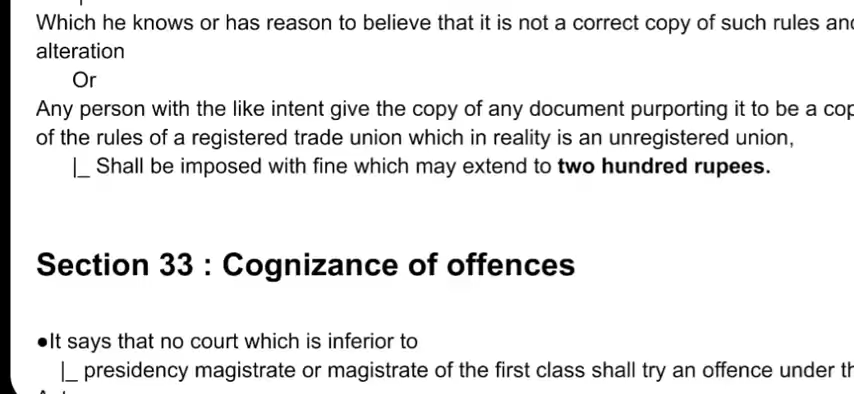 Which he knows or has reason to believe that it is not a correct copy of such rules and
alteration
Or
Any person with the like intent give the copy of any document purporting it to be a cop
of the rules of a registered trade union which in reality is an unregistered union,
|_ Shall be imposed with fine which may extend to two hundred rupees.
Section 33 : Cognizance of offences
●It says that no court which is inferior to
|_ presidency magistrate or magistrate of the first class shall try an offence under th